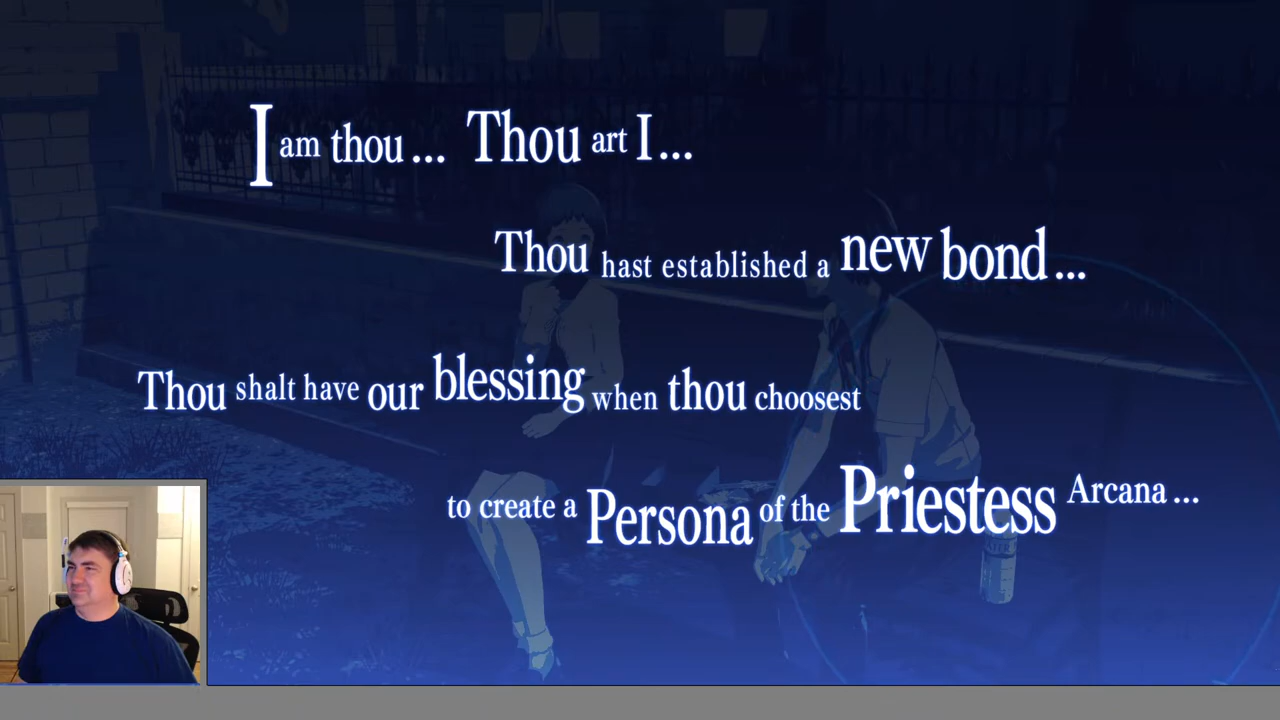 I am thou... Thou art I...
Thou hast established a new bond...
Thou shalt have our blessing when thou choosest
to create a Persona of the Priestess Arcana...